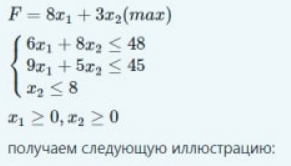 F = 8x₁ + 3x₂(max)
6x₁ + 8x₂ ≤ 48
9x₁ + 5x₂ ≤ 45
x₂ ≤ 8
x₁ ≥ 0, x₂ ≥ 0
получаем следующую иллюстрацию: